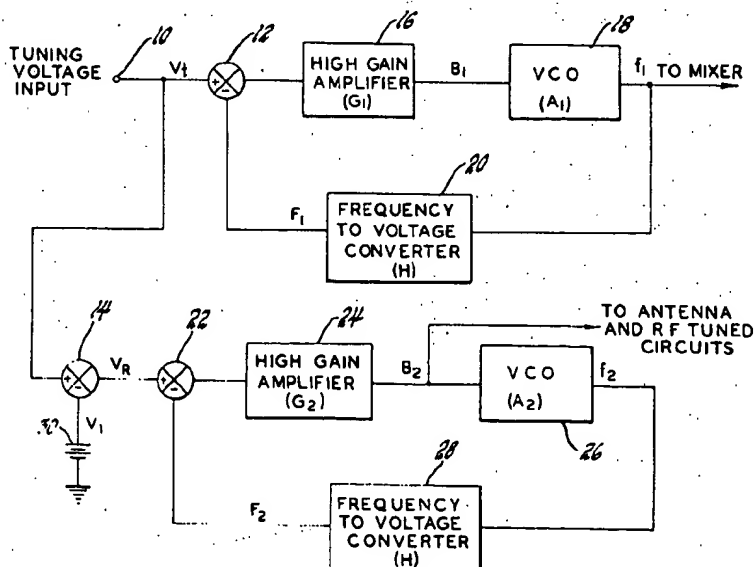 10
12
16
18
TUNING
VOLTAGE
INPUT
Vt
+
-
HIGH GAIN
AMPLIFIER
(G1)
B1
VCO
(A1)
f1
TO MIXER
20
F1
FREQUENCY
TO VOLTAGE
CONVERTER
(H)
14
22
24
TO ANTENNA
AND RF TUNED
CIRCUITS
+
-
VR
+
-
HIGH GAIN
AMPLIFIER
(G2)
B2
VCO
(A2)
f2
30
V1
26
28
F2
FREQUENCY
TO VOLTAGE
CONVERTER
(H)